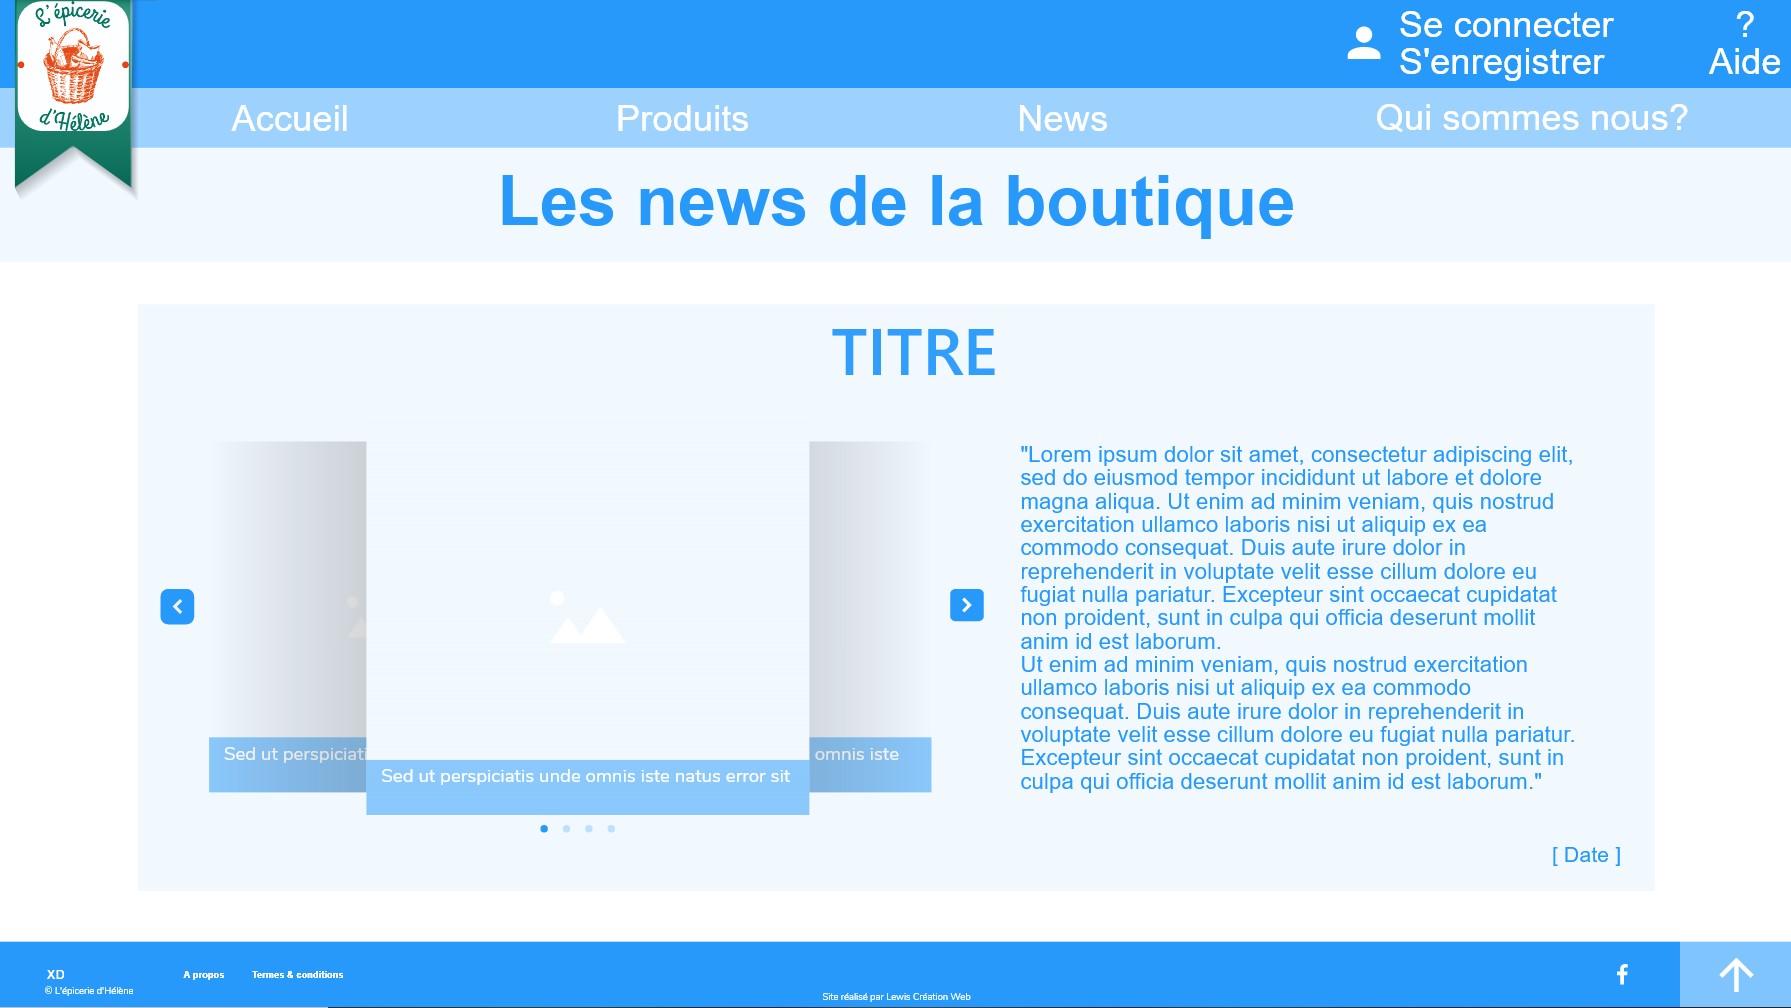 L'épicerie
d'Hélène
Se connecter
S'enregistrer
?
Aide
Accueil
Produits
News
Qui sommes nous?
Les news de la boutique
TITRE
Sed ut perspiciati
omnis iste
Sed ut perspiciatis unde omnis iste natus error sit
"Lorem ipsum dolor sit amet, consectetur adipiscing elit,
sed do eiusmod tempor incididunt ut labore et dolore
magna aliqua. Ut enim ad minim veniam, quis nostrud
exercitation ullamco laboris nisi ut aliquip ex ea
commodo consequat. Duis aute irure dolor in
reprehenderit in voluptate velit esse cillum dolore eu
fugiat nulla pariatur. Excepteur sint occaecat cupidatat
non proident, sunt in culpa qui officia deserunt mollit
anim id est laborum.
Ut enim ad minim veniam, quis nostrud exercitation
ullamco laboris nisi ut aliquip ex ea commodo
consequat. Duis aute irure dolor in reprehenderit in
voluptate velit esse cillum dolore eu fugiat nulla pariatur.
Excepteur sint occaecat cupidatat non proident, sunt in
culpa qui officia deserunt mollit anim id est laborum."
[ Date ]
XD
© L'épicerie d'Hélène
A propos
Termes & conditions
Site réalisé par Lewis Création Web
f